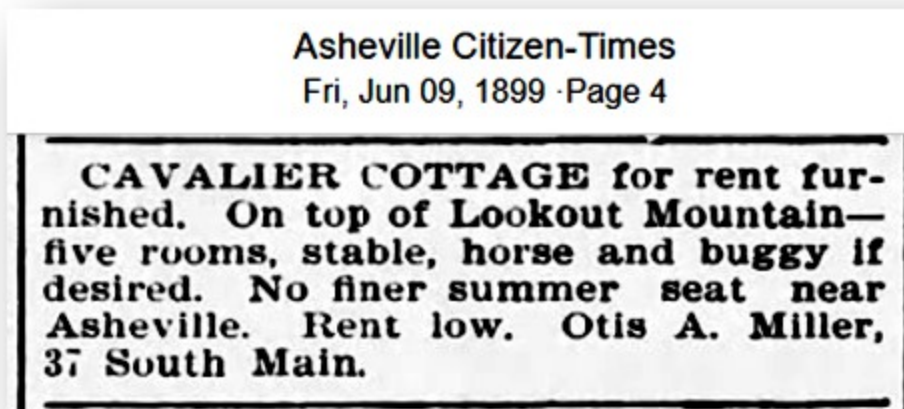 Asheville Citizen-Times
Fri, Jun 09, 1899 ·Page 4
CAVALIER COTTAGE for rent fur-
nished. On top of Lookout Mountain—
five rooms, stable, horse and buggy if
desired. No finer summer seat near
Asheville. Rent low. Otis A. Miller,
37 South Main.